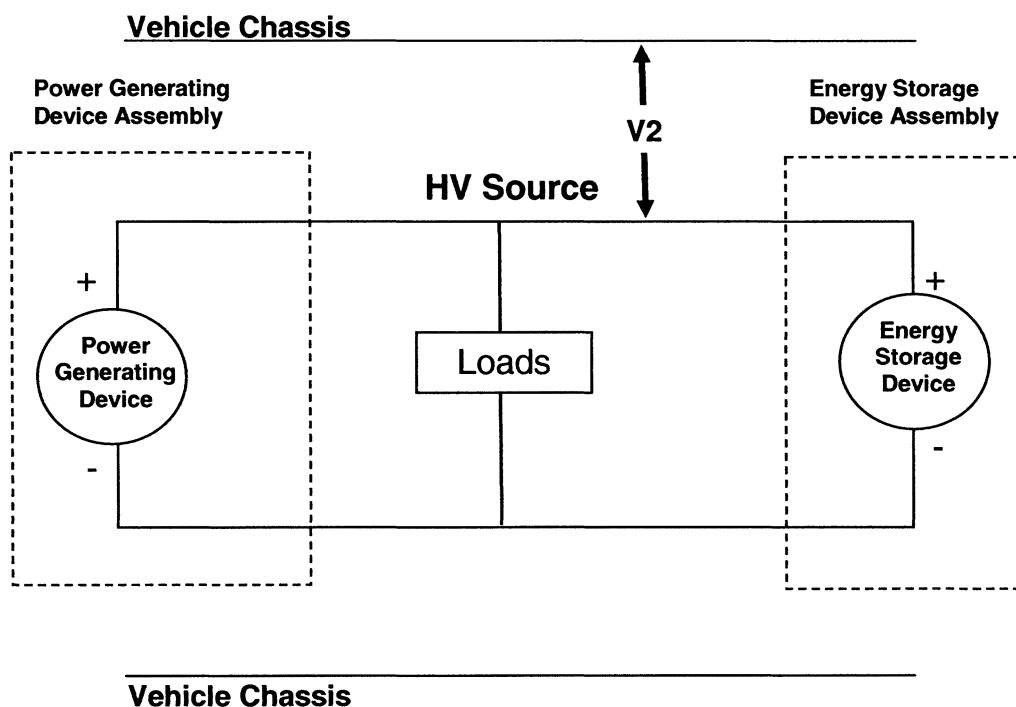 Vehicle Chassis
Power Generating
Device Assembly
Energy Storage
Device Assembly
V2
HV Source
+
+
Power
Generating
Device
Loads
Energy
Storage
Device
-
-
Vehicle Chassis